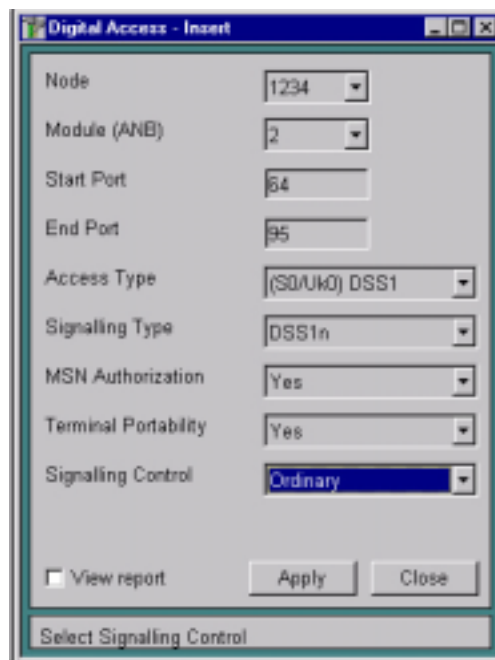 Digital Access - Insert
Node 1234
Module (ANB) 2
Start Port 64
End Port 95
Access Type (S0/Uk0) DSS1
Signalling Type DSS1n
MSN Authorization Yes
Terminal Portability Yes
Signalling Control Ordinary
View report Apply Close
Select Signalling Control